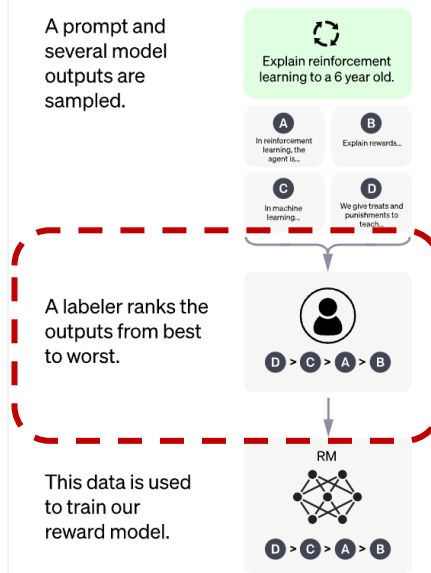 A prompt and
several model
outputs are
sampled.
Explain reinforcement
learning to a 6 year old.
A
In reinforcement
learning, the
agent is...
B
Explain rewards...
C
In machine
learning...
D
We give treats and
punishments to
teach...
A labeler ranks the
outputs from best
to worst.
D > C > A > B
This data is used
to train our
reward model.
RM
D > C > A > B